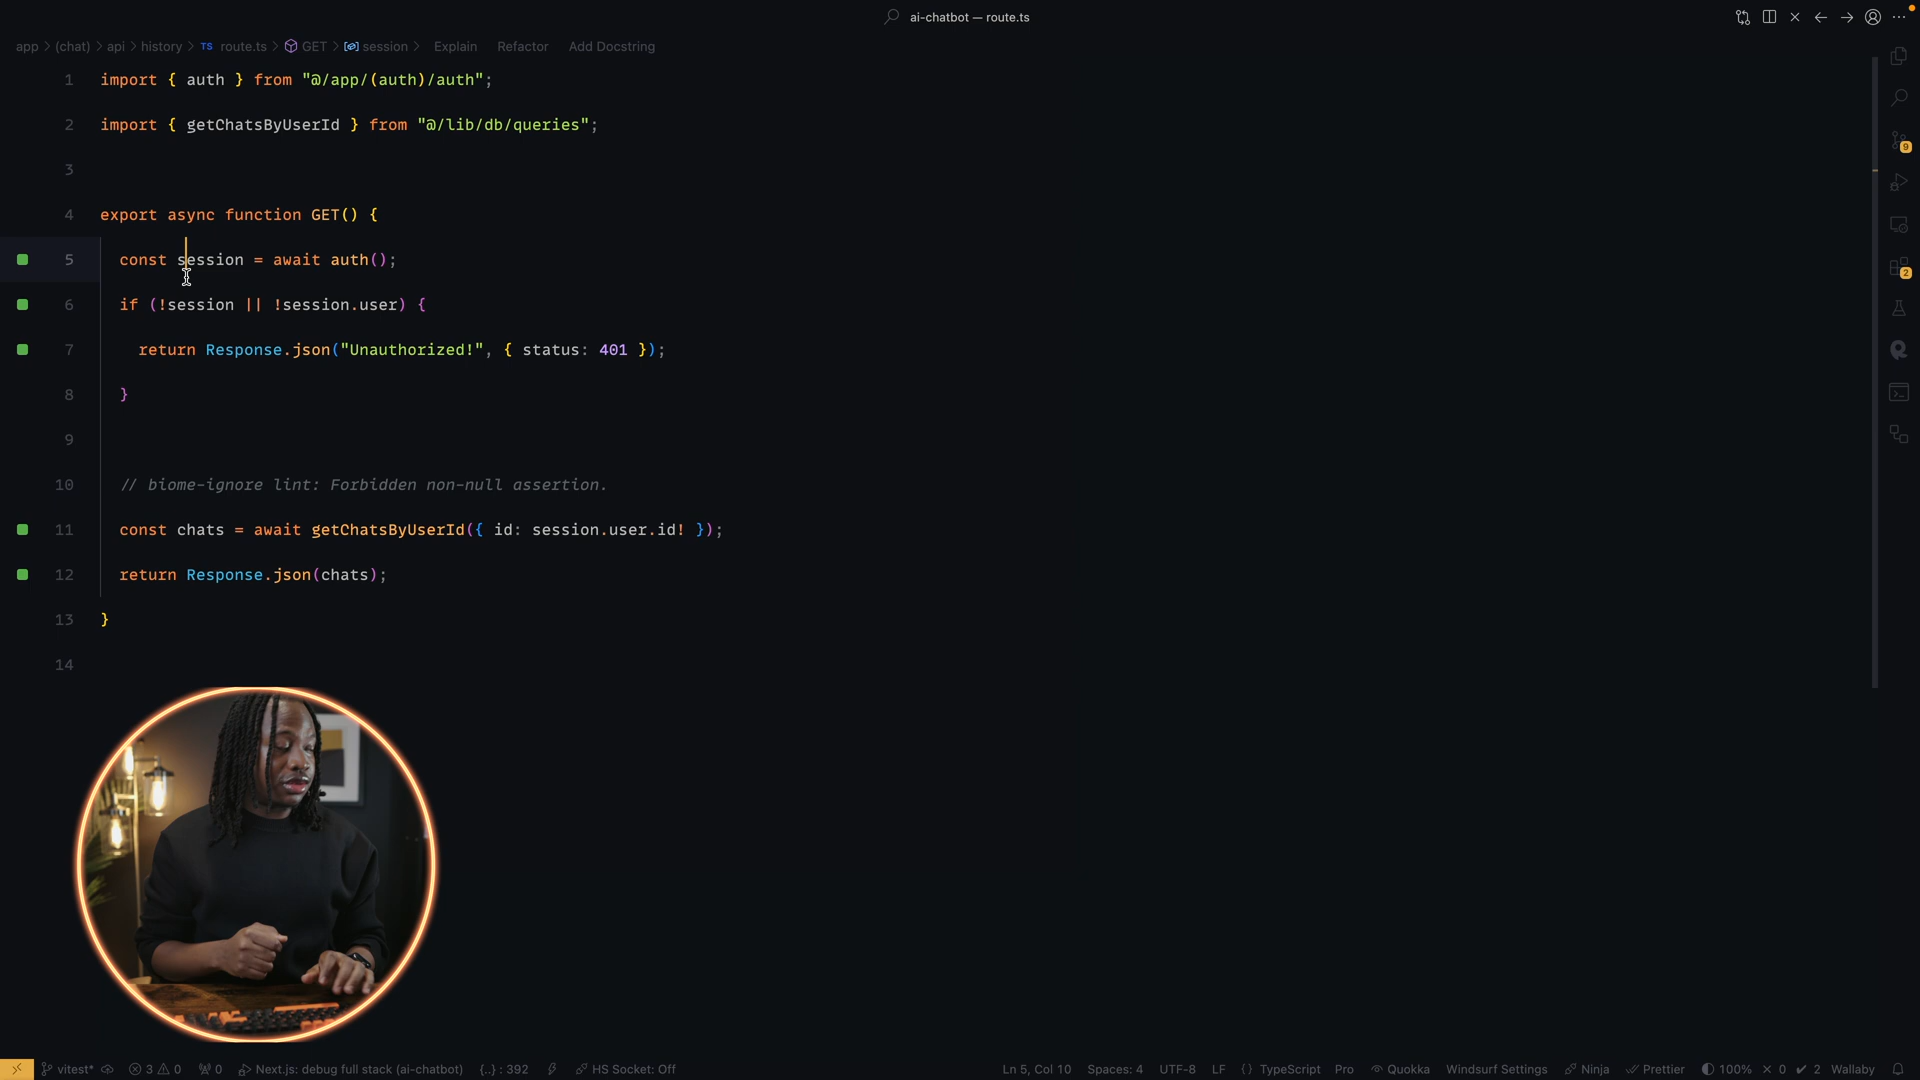 ai-chatbot — route.ts
app > (chat) > api > history > TS route.ts > GET > session > Explain Refactor Add Docstring
1 import { auth } from "@/app/(auth)/auth";
2 import { getChatsByUserId } from "@/lib/db/queries";
3
4 export async function GET() {
5 const session = await auth();
6 if (!session || !session.user) {
7 return Response.json("Unauthorized!", { status: 401 });
8 }
9
10 // biome-ignore lint: Forbidden non-null assertion.
11 const chats = await getChatsByUserId({ id: session.user.id! });
12 return Response.json(chats);
13 }
14
9
2
vitest* 3 0 0 Next.js: debug full stack (ai-chatbot) {..} : 392 HS Socket: Off Ln 5, Col 10 Spaces: 4 UTF-8 LF { } TypeScript Pro Quokka Windsurf Settings Ninja Prettier 100% × 0 ✓ 2 Wallaby